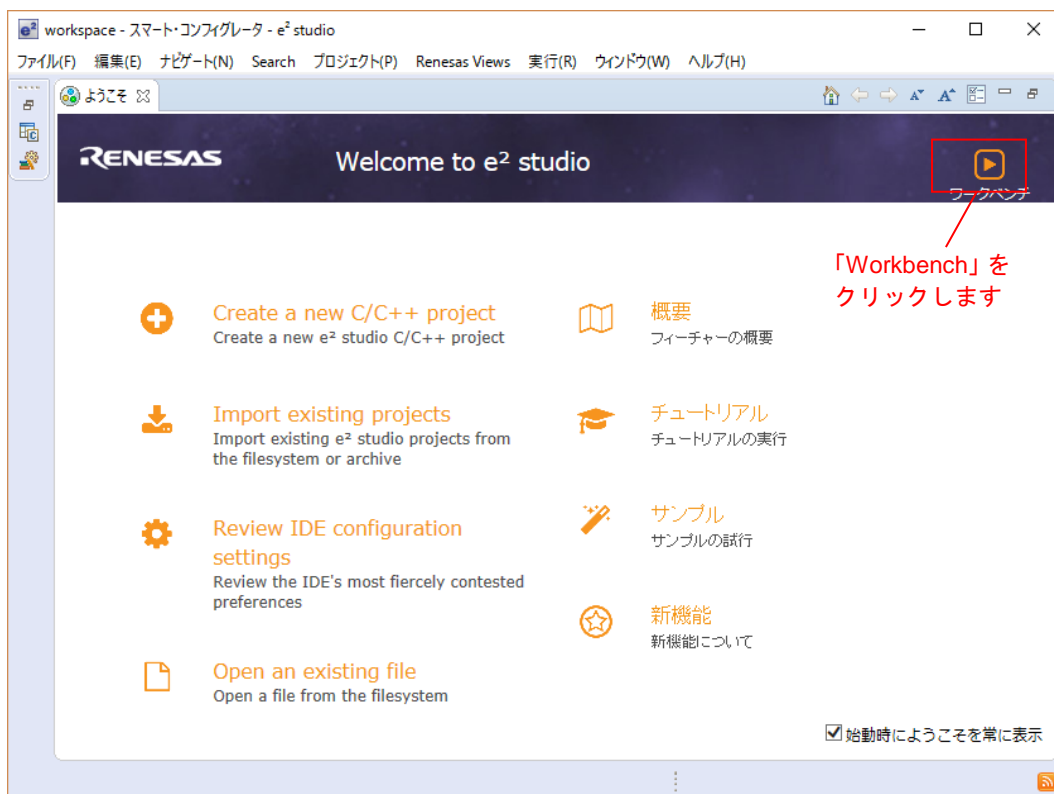 e² workspace - スマート・コンフィグレータ - e² studio
ファイル(F) 編集(E) ナビゲート(N) Search プロジェクト(P) Renesas Views 実行(R) ウィンドウ(W) ヘルプ(H)
ようこそ
RENESAS
Welcome to e² studio
ワークベンチ
「Workbench」を
クリックします
Create a new C/C++ project
Create a new e² studio C/C++ project
Import existing projects
Import existing e² studio projects from
the filesystem or archive
Review IDE configuration
settings
Review the IDE's most fiercely contested
preferences
Open an existing file
Open a file from the filesystem
概要
フィーチャーの概要
チュートリアル
チュートリアルの実行
サンプル
サンプルの試行
新機能
新機能について
始動時にようこそを常に表示